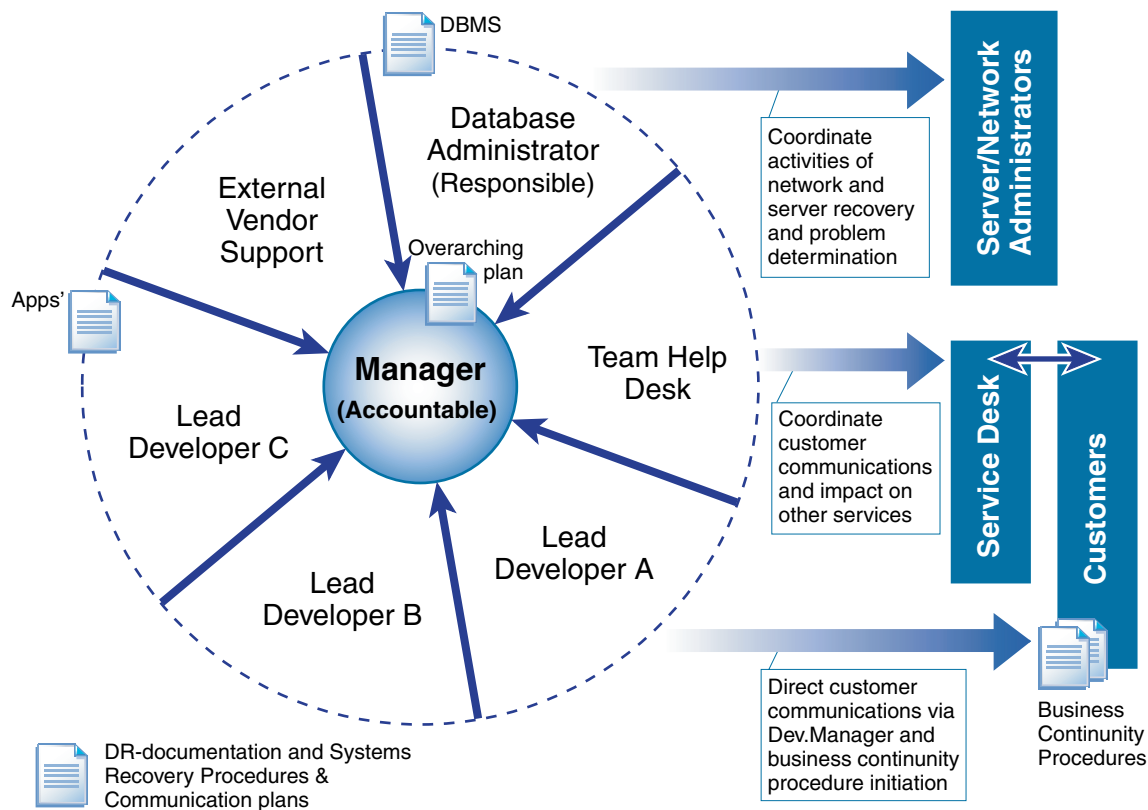 DBMS
Database
Administrator
(Responsible)
External
Vendor
Support
Overarching
plan
Apps'
Manager
(Accountable)
Team Help
Desk
Lead
Developer C
Lead
Developer A
Lead
Developer B
Coordinate
activities of
network and
server recovery
and problem
determination
Server/Network
Administrators
Coordinate
customer
communications
and impact on
other services
Service Desk
Customers
Direct customer
communications via
Dev.Manager and
business continunity
procedure initiation
Business
Continunity
Procedures
DR-documentation and Systems
Recovery Procedures &
Communication plans